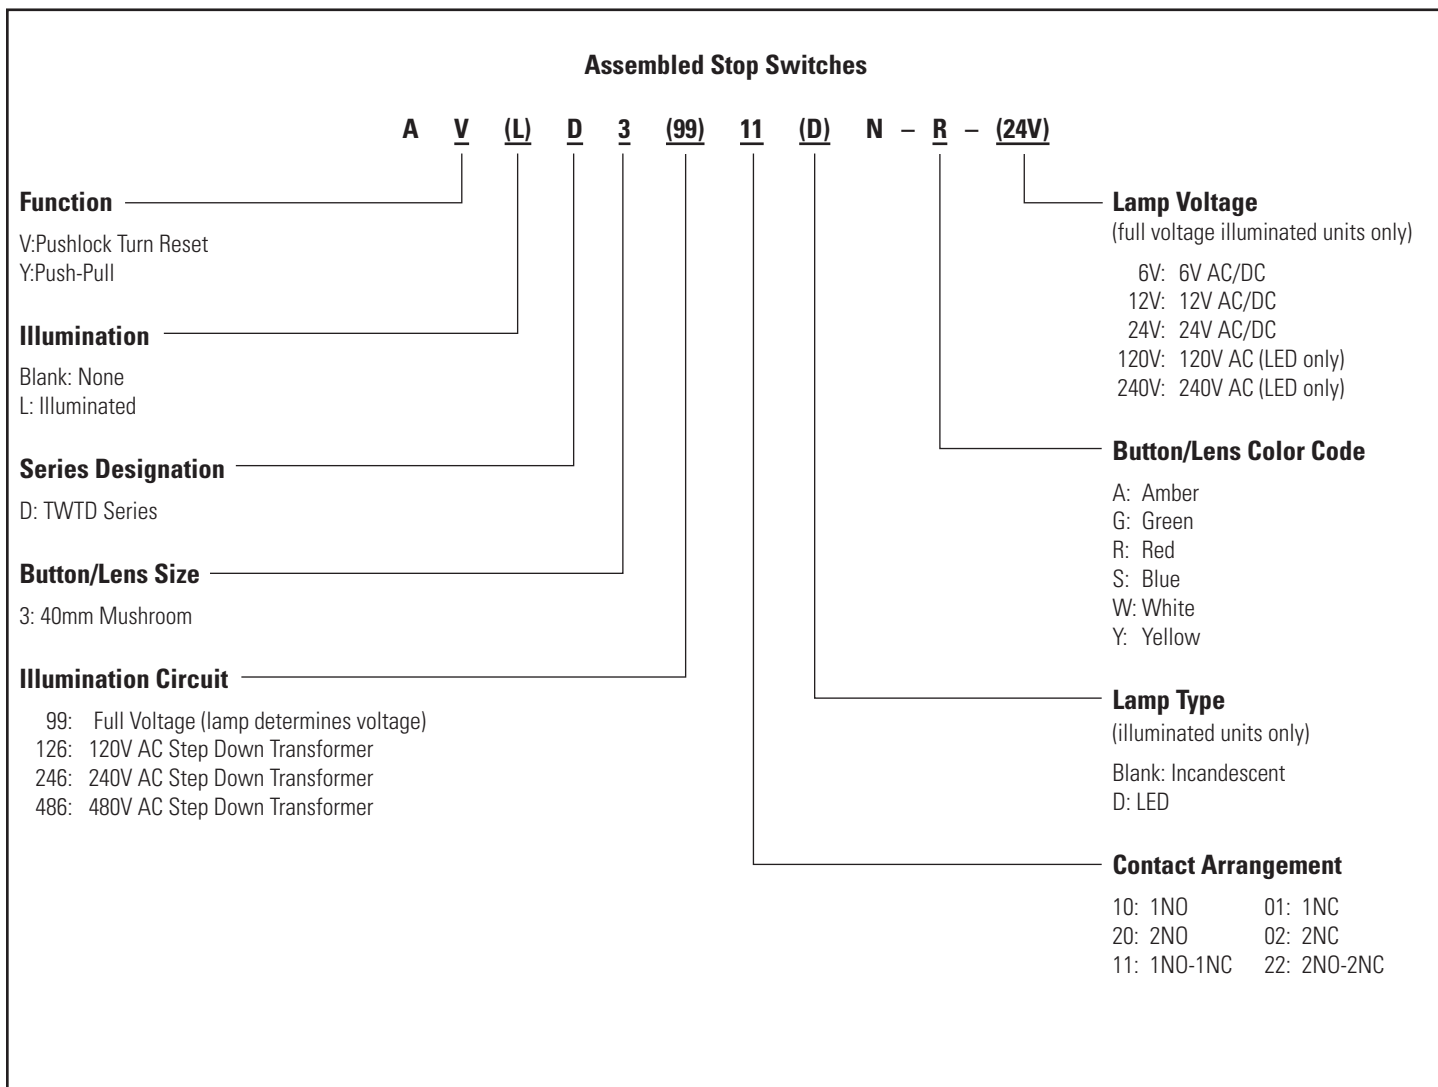 Assembled Stop Switches
A V (L) D 3 (99) 11 (D) N – R – (24V)
Function
V:Pushlock Turn Reset
Y:Push-Pull
Illumination
Blank: None
L: Illuminated
Series Designation
D: TWTD Series
Button/Lens Size
3: 40mm Mushroom
Illumination Circuit
99: Full Voltage (lamp determines voltage)
126: 120V AC Step Down Transformer
246: 240V AC Step Down Transformer
486: 480V AC Step Down Transformer
Lamp Voltage
(full voltage illuminated units only)
6V: 6V AC/DC
12V: 12V AC/DC
24V: 24V AC/DC
120V: 120V AC (LED only)
240V: 240V AC (LED only)
Button/Lens Color Code
A: Amber
G: Green
R: Red
S: Blue
W: White
Y: Yellow
Lamp Type
(illuminated units only)
Blank: Incandescent
D: LED
Contact Arrangement
10: 1NO 01: 1NC
20: 2NO 02: 2NC
11: 1NO-1NC 22: 2NO-2NC